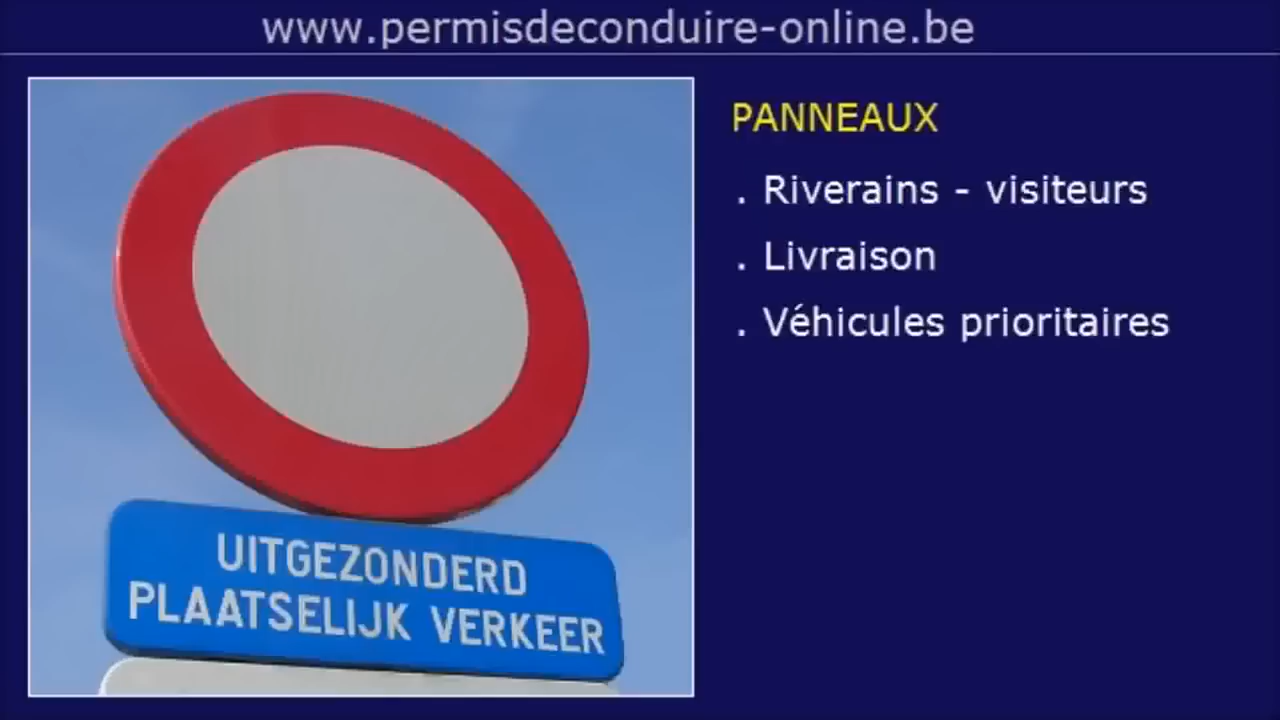 www.permisdeconduire-online.be
PANNEAUX
. Riverains - visiteurs
. Livraison
. Véhicules prioritaires
UITGEZONDERD
PLAATSELIJK VERKEER